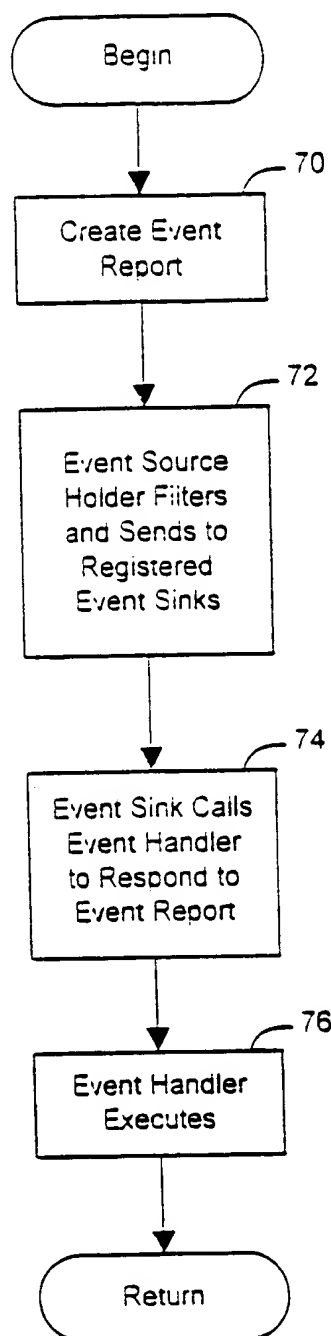 Begin
70
Create Event
Report
72
Event Source
Holder Filters
and Sends to
Registered
Event Sinks
74
Event Sink Calls
Event Handler
to Respond to
Event Report
76
Event Handler
Executes
Return